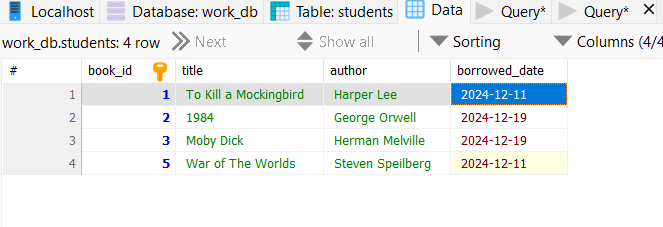 Localhost Database: work_db Table: students Data Query* Query*
work_db.students: 4 row Next Show all Sorting Columns (4/4
# book_id title author borrowed_date
1 1 To Kill a Mockingbird Harper Lee 2024-12-11
2 2 1984 George Orwell 2024-12-19
3 3 Moby Dick Herman Melville 2024-12-19
4 5 War of The Worlds Steven Speilberg 2024-12-11